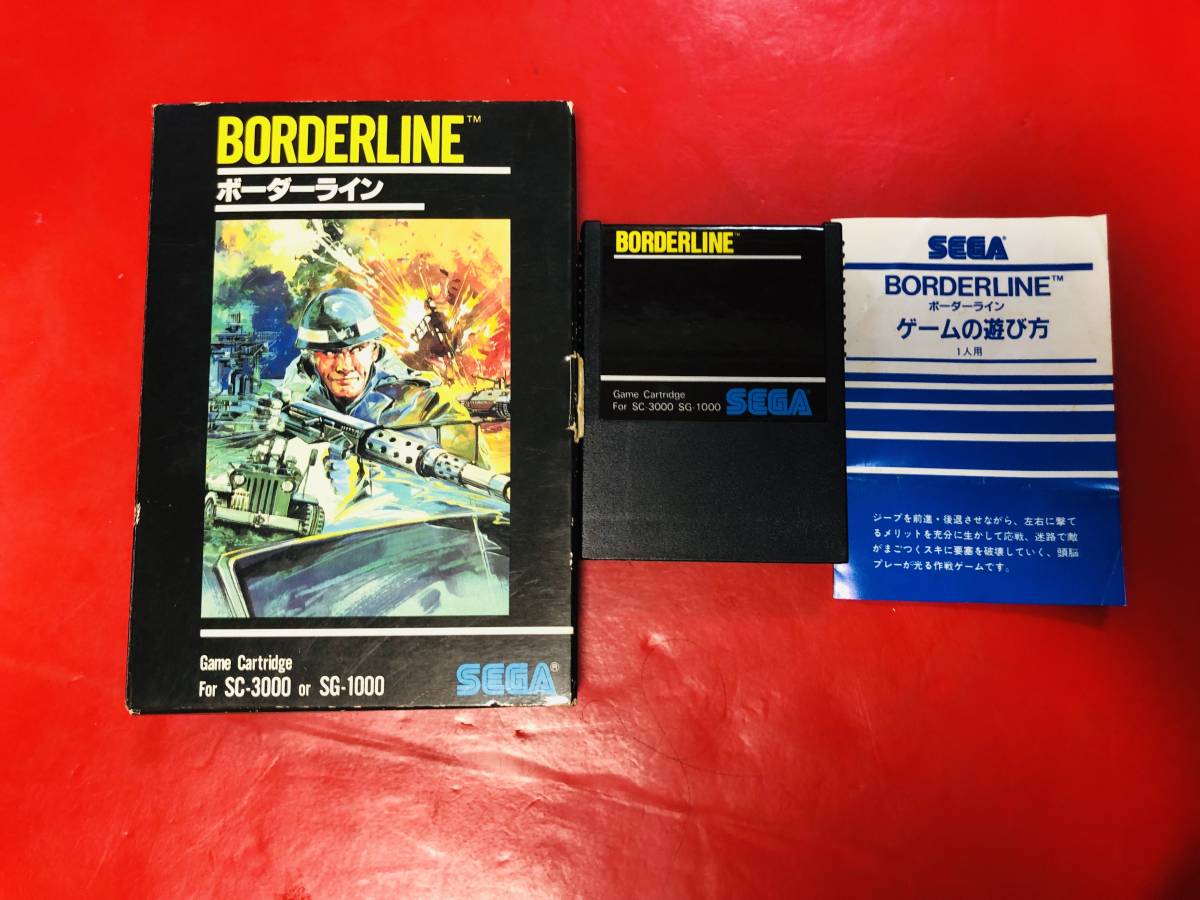 BORDERLINE™
ボーダーライン
Game Cartridge
For SC-3000 or SG-1000
SEGA®
BORDERLINE™
Game Cartridge
For SC-3000 SG-1000
SEGA
SEGA®
BORDERLINE™
ボーダーライン
ゲームの遊び方
1人用
ジープを前進・後退させながら、左右に撃て
るメリットを充分に生かして応戦、迷路で敵
がまごつくスキに要塞を破壊していく、頭脳
プレーが光る作戦ゲームです。